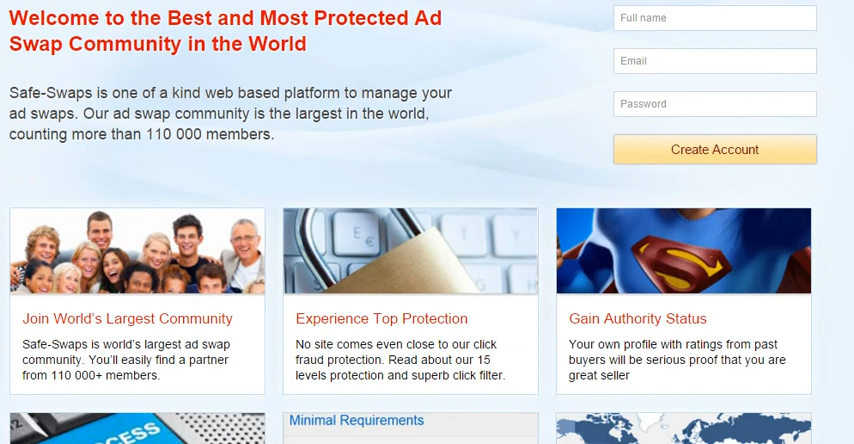 Welcome to the Best and Most Protected Ad
Swap Community in the World
Safe-Swaps is one of a kind web based platform to manage your
ad swaps. Our ad swap community is the largest in the world,
counting more than 110 000 members.
Full name
Email
Password
Create Account
Join World's Largest Community
Safe-Swaps is world's largest ad swap
community. You'll easily find a partner
from 110 000+ members.
Experience Top Protection
No site comes even close to our click
fraud protection. Read about our 15
levels protection and superb click filter.
Gain Authority Status
Your own profile with ratings from past
buyers will be serious proof that you are
great seller
Minimal Requirements